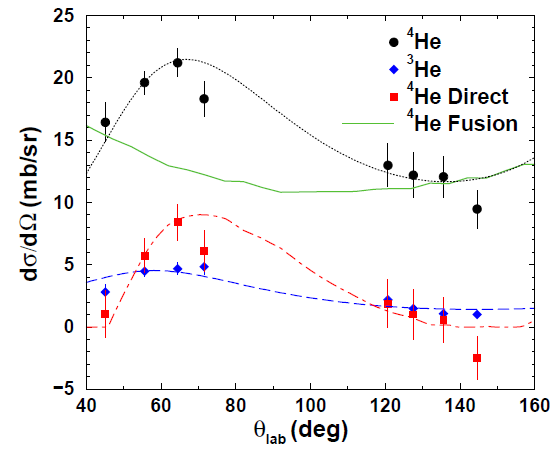 25
20
15
10
5
0
−5
40 60 80 100 120 140 160
dσ/dΩ (mb/sr)
θlab (deg)
⁴He
³He
⁴He Direct
⁴He Fusion